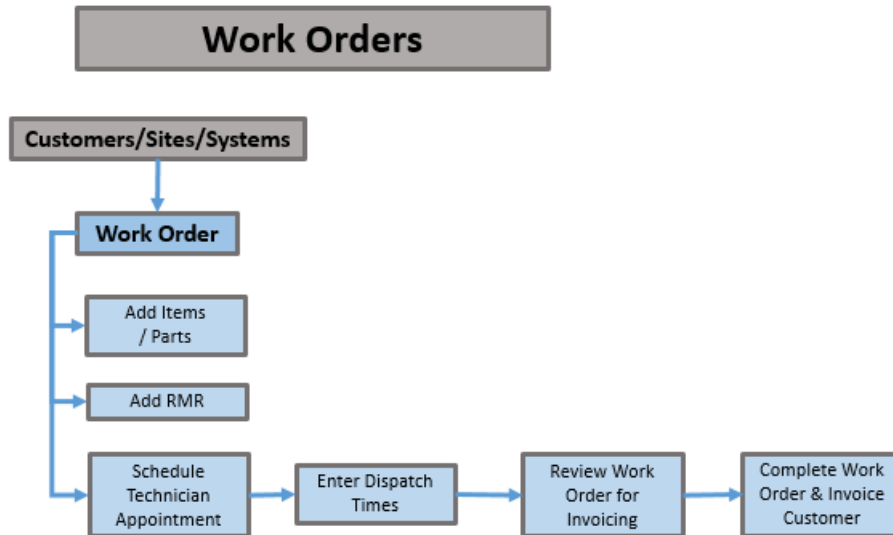 Work Orders
Customers/Sites/Systems
Work Order
Add Items
/ Parts
Add RMR
Schedule
Technician
Appointment
Enter Dispatch
Times
Review Work
Order for
Invoicing
Complete Work
Order & Invoice
Customer